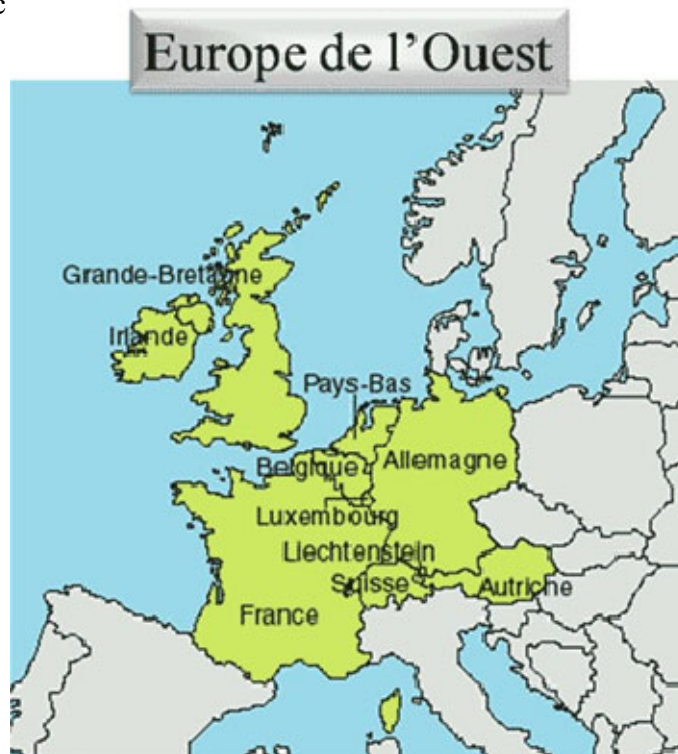 Europe de l'Ouest
Grande-Bretagne
Irlande
Pays-Bas
Belgique
Allemagne
Luxembourg
Liechtenstein
Suisse
Autriche
France